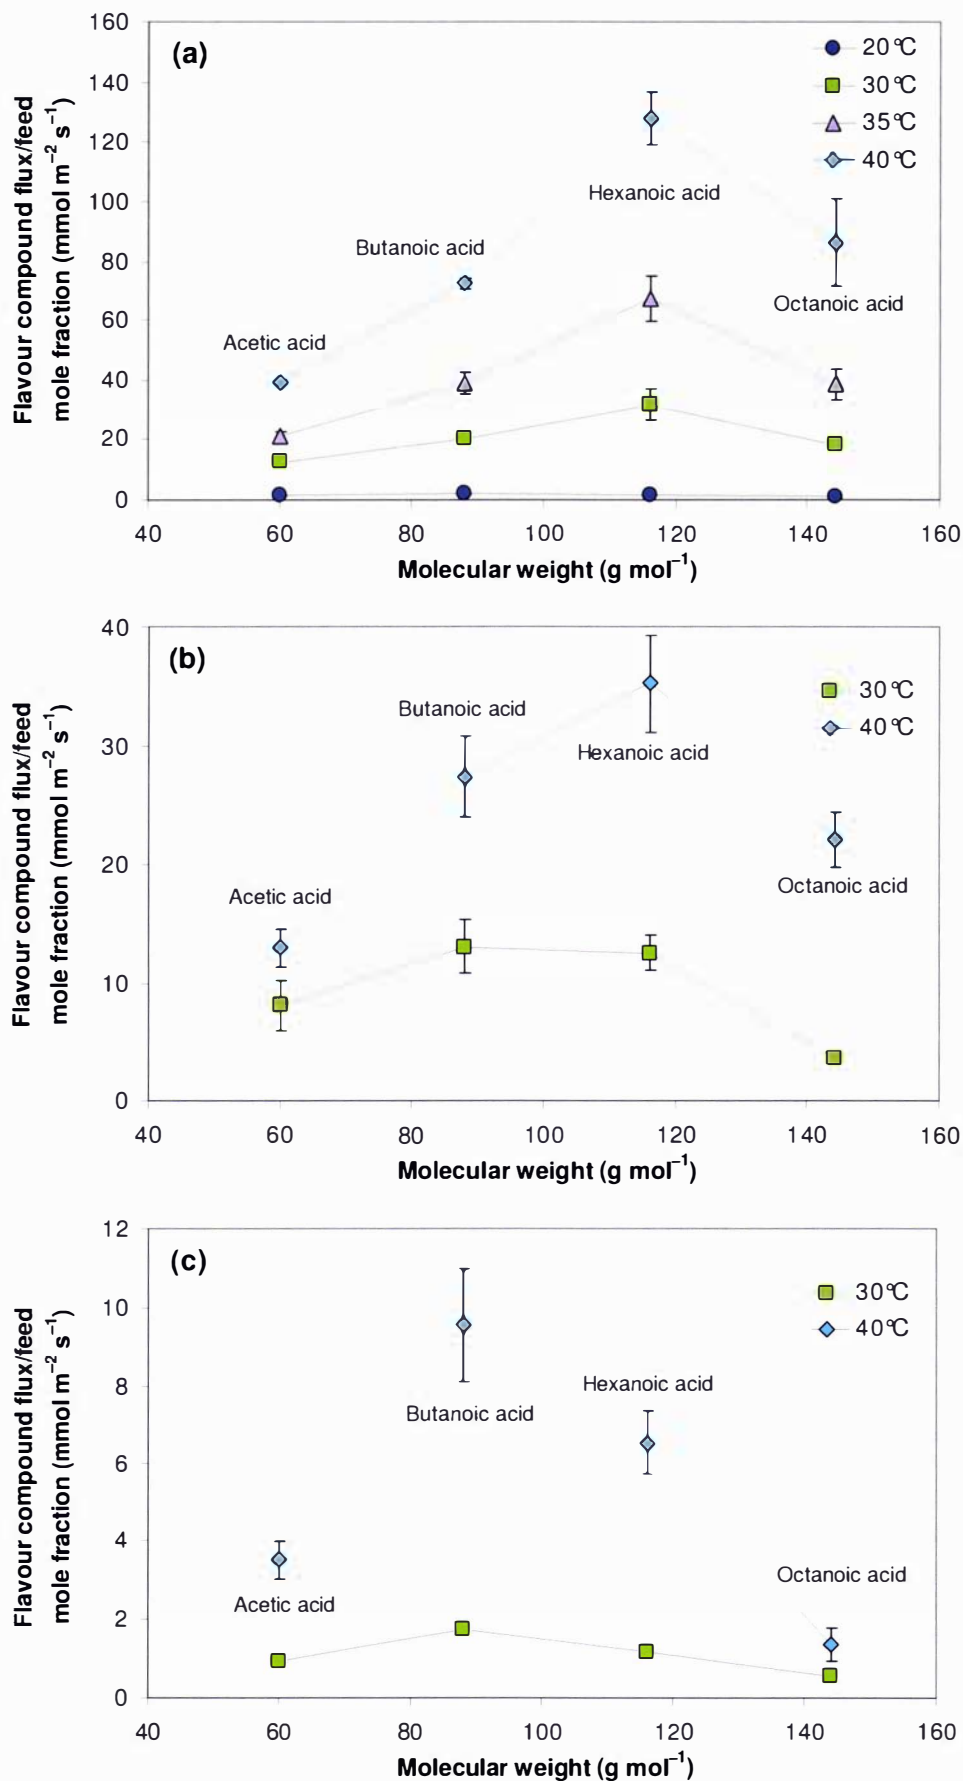 (a)
Flavour compound flux/feed
mole fraction (mmol m⁻² s⁻¹)
160
140
120
100
80
60
40
20
0
20°C
30°C
35°C
40°C
Hexanoic acid
Butanoic acid
Octanoic acid
Acetic acid
40 60 80 100 120 140 160
Molecular weight (g mol⁻¹)
(b)
Flavour compound flux/feed
mole fraction (mmol m⁻² s⁻¹)
40
30
20
10
0
30°C
40°C
Butanoic acid
Hexanoic acid
Acetic acid
Octanoic acid
40 60 80 100 120 140 160
Molecular weight (g mol⁻¹)
(c)
Flavour compound flux/feed
mole fraction (mmol m⁻² s⁻¹)
12
10
8
6
4
2
0
30°C
40°C
Hexanoic acid
Butanoic acid
Octanoic acid
Acetic acid
40 60 80 100 120 140 160
Molecular weight (g mol⁻¹)